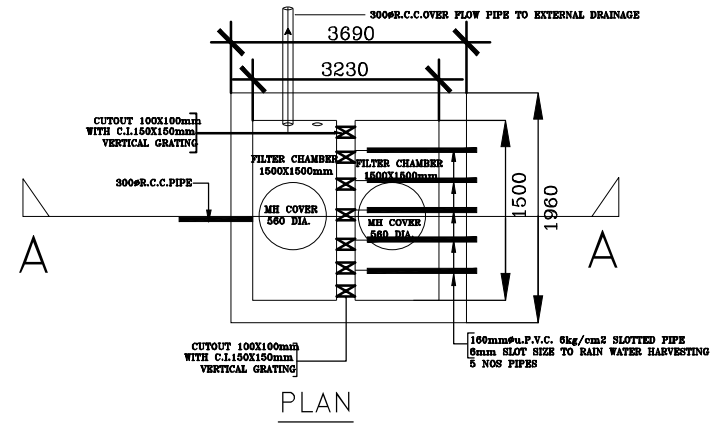 300øR.C.C.OVER FLOW PIPE TO EXTERNAL DRAINAGE
3690
3230
CUTOUT 100X100mm
WITH C.I.150X150mm
VERTICAL GRATING
FILTER CHAMBER
1500X1500mm
FILTER CHAMBER
1500X1500mm
300øR.C.C.PIPE
MH COVER
560 DIA.
MH COVER
560 DIA.
1500
1960
A
A
CUTOUT 100X100mm
WITH C.I.150X150mm
VERTICAL GRATING
160mmøu.P.V.C. 6kg/cm2 SLOTTED PIPE
6mm SLOT SIZE TO RAIN WATER HARVESTING
5 NOS PIPES
PLAN